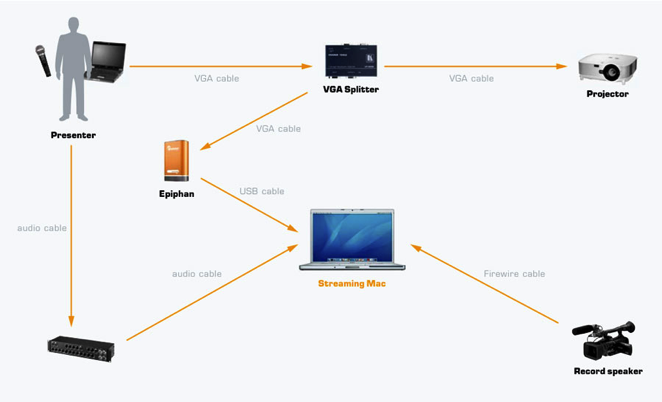 VGA cable
VGA cable
VGA Splitter
Projector
Presenter
VGA cable
Epiphan
USB cable
audio cable
audio cable
Firewire cable
Streaming Mac
Record speaker